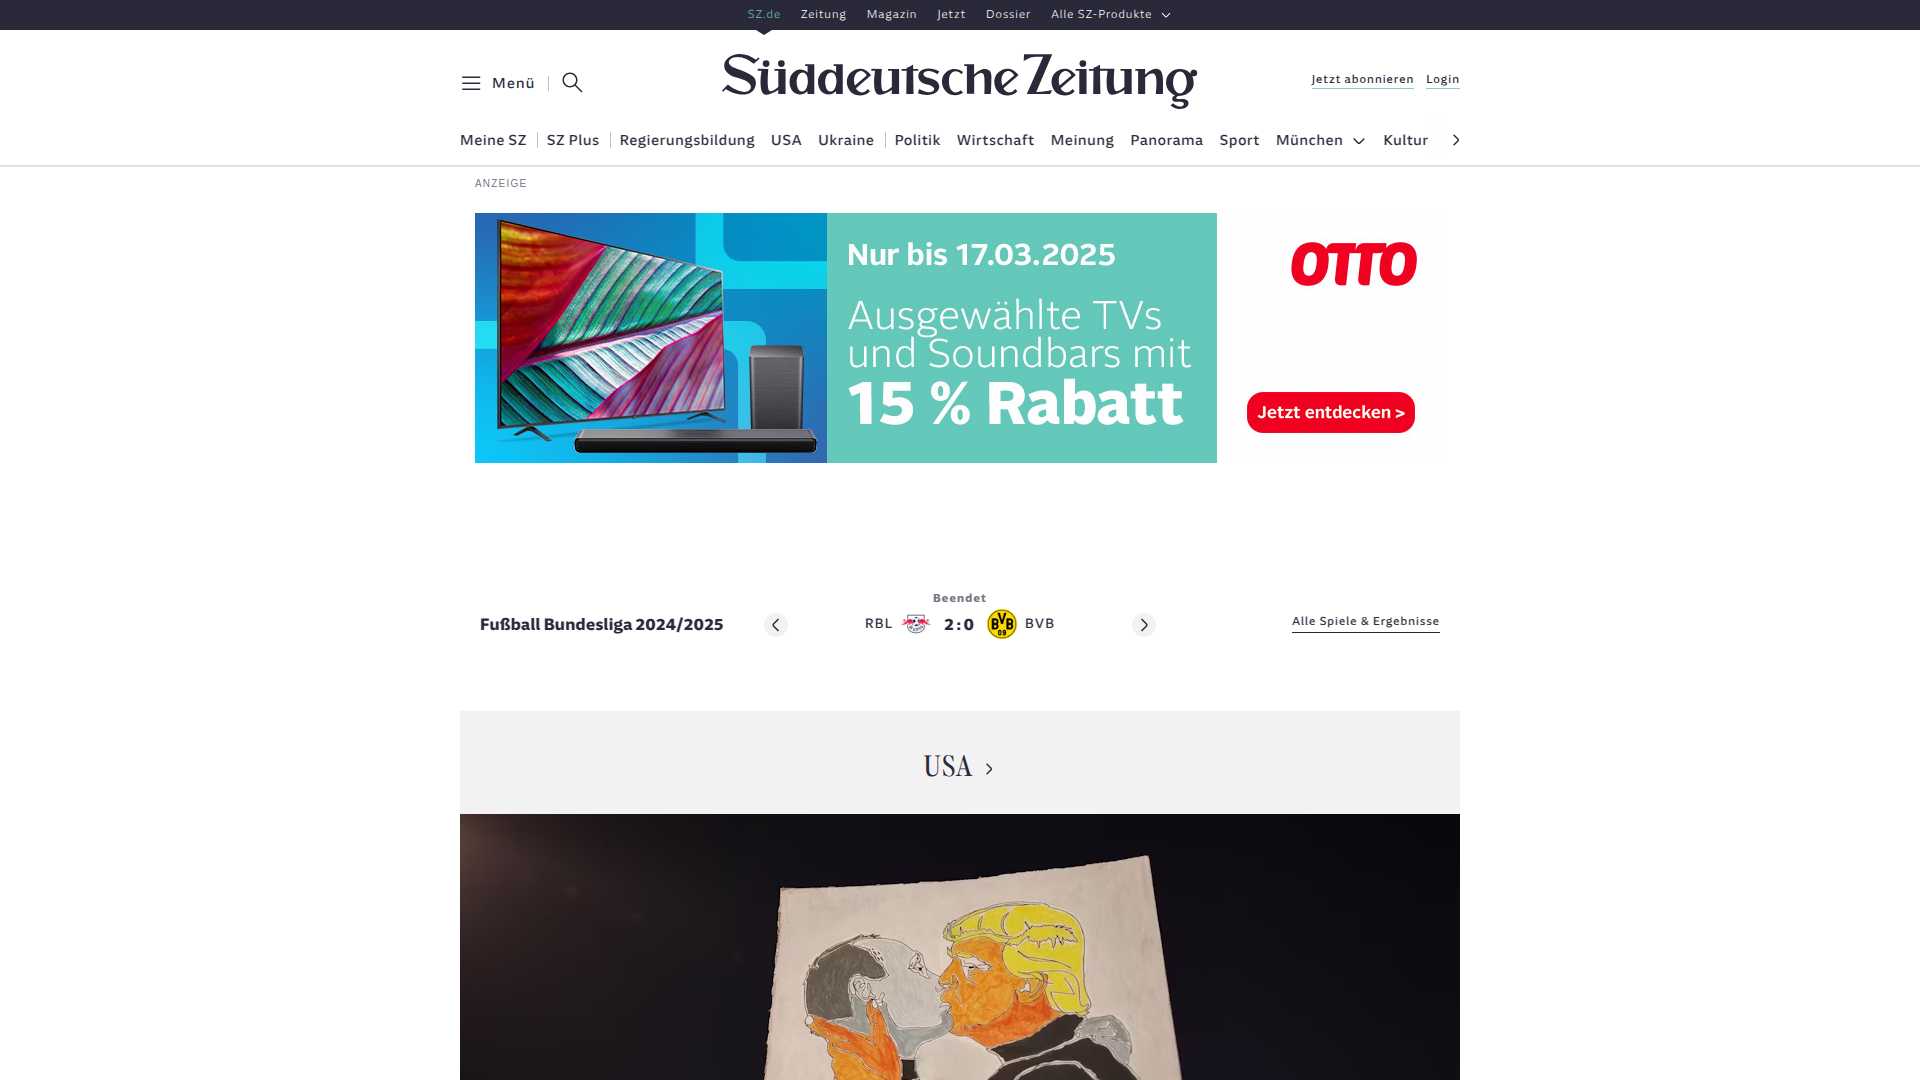 SZ.de Zeitung Magazin Jetzt Dossier Alle SZ-Produkte
Menü
Süddeutsche Zeitung
Jetzt abonnieren Login
Meine SZ SZ Plus Regierungsbildung USA Ukraine Politik Wirtschaft Meinung Panorama Sport München Kultur
ANZEIGE
Nur bis 17.03.2025
Ausgewählte TVs
und Soundbars mit
15 % Rabatt
OTTO
Jetzt entdecken >
Beendet
Fußball Bundesliga 2024/2025
RBL 2:0 BVB 09 BVB
Alle Spiele & Ergebnisse
USA